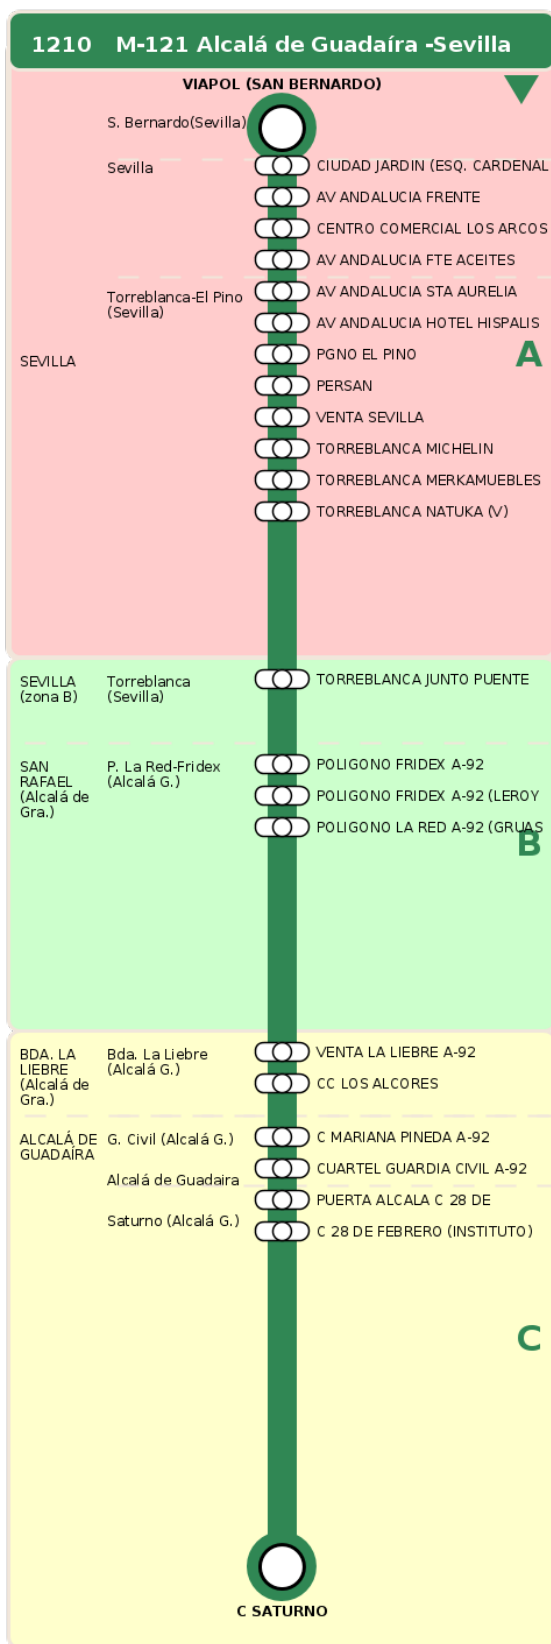 1210 M-121 Alcalá de Guadaíra -Sevilla
VIAPOL (SAN BERNARDO)
S. Bernardo(Sevilla)
Sevilla
CIUDAD JARDIN (ESQ. CARDENAL
AV ANDALUCIA FRENTE
CENTRO COMERCIAL LOS ARCOS
AV ANDALUCIA FTE ACEITES
Torreblanca-El Pino
(Sevilla)
AV ANDALUCIA STA AURELIA
AV ANDALUCIA HOTEL HISPALIS
PGNO EL PINO
SEVILLA
A
PERSAN
VENTA SEVILLA
TORREBLANCA MICHELIN
TORREBLANCA MERKAMUEBLES
TORREBLANCA NATUKA (V)
SEVILLA
(zona B)
Torreblanca
(Sevilla)
TORREBLANCA JUNTO PUENTE
SAN
RAFAEL
(Alcalá de
Gra.)
P. La Red-Fridex
(Alcalá G.)
POLIGONO FRIDEX A-92
POLIGONO FRIDEX A-92 (LEROY
POLIGONO LA RED A-92 (GRUAS
B
BDA. LA
LIEBRE
(Alcalá de
Gra.)
Bda. La Liebre
(Alcalá G.)
VENTA LA LIEBRE A-92
CC LOS ALCORES
ALCALÁ DE
GUADAÍRA
G. Civil (Alcalá G.)
C MARIANA PINEDA A-92
CUARTEL GUARDIA CIVIL A-92
Alcalá de Guadaira
PUERTA ALCALA C 28 DE
Saturno (Alcalá G.)
C 28 DE FEBRERO (INSTITUTO)
C
C SATURNO